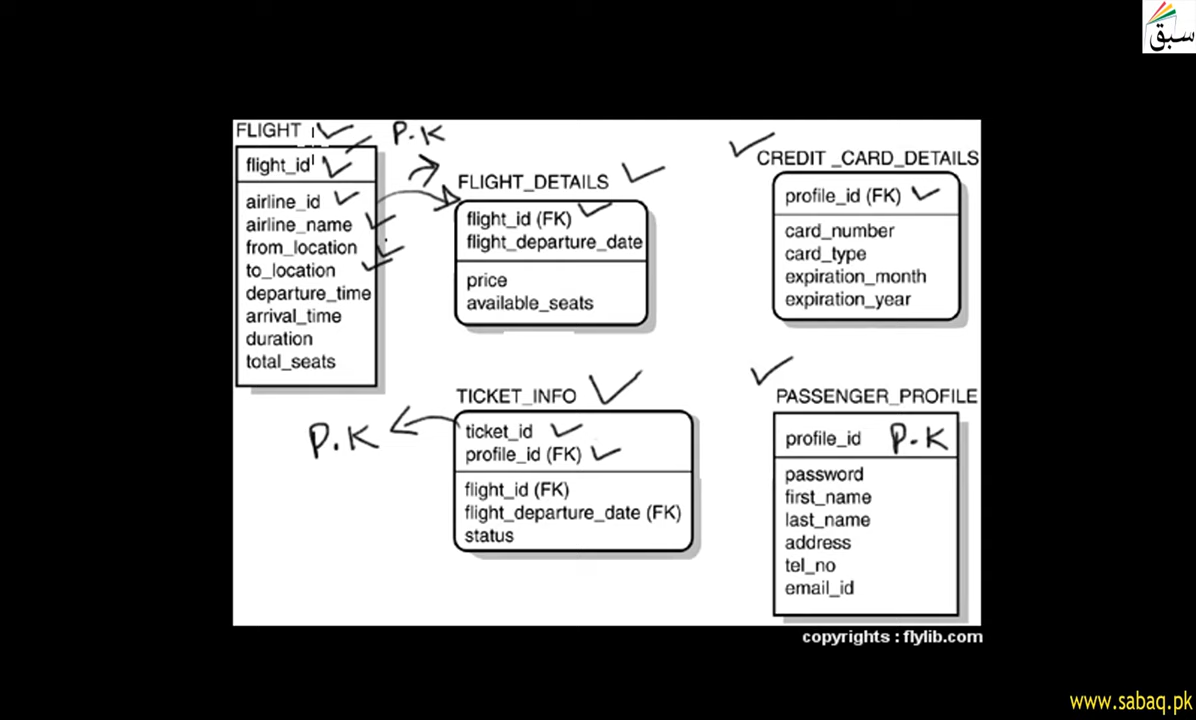 سبق
FLIGHT
P.K
flight_id
airline_id
airline_name
from_location
to_location
departure_time
arrival_time
duration
total_seats
FLIGHT_DETAILS
flight_id (FK)
flight_departure_date
price
available_seats
CREDIT _CARD_DETAILS
profile_id (FK)
card_number
card_type
expiration_month
expiration_year
TICKET_INFO
P.K
ticket_id
profile_id (FK)
flight_id (FK)
flight_departure_date (FK)
status
PASSENGER_PROFILE
profile_id P.K
password
first_name
last_name
address
tel_no
email_id
copyrights : flylib.com
www.sabaq.pk